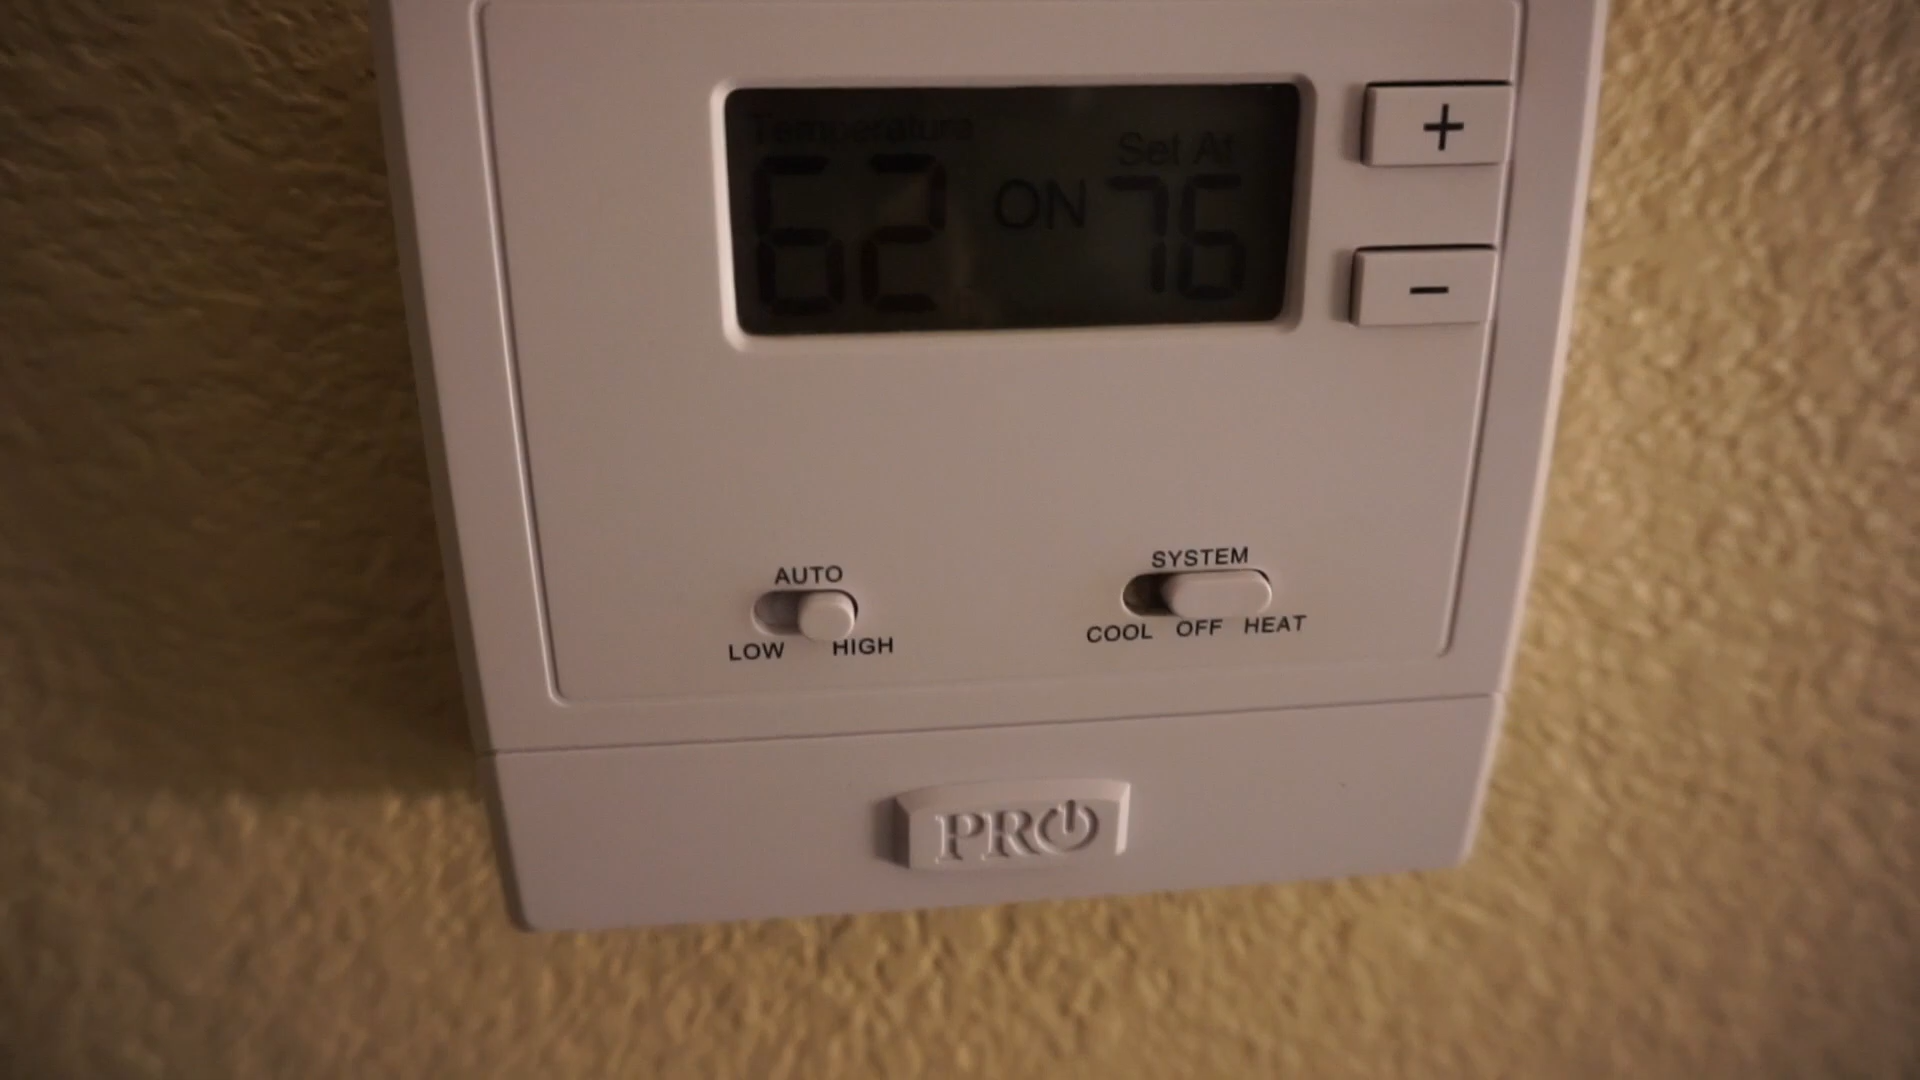 Temperature
Set At
62 ON 76
+
-
AUTO
LOW HIGH
SYSTEM
COOL OFF HEAT
PRO